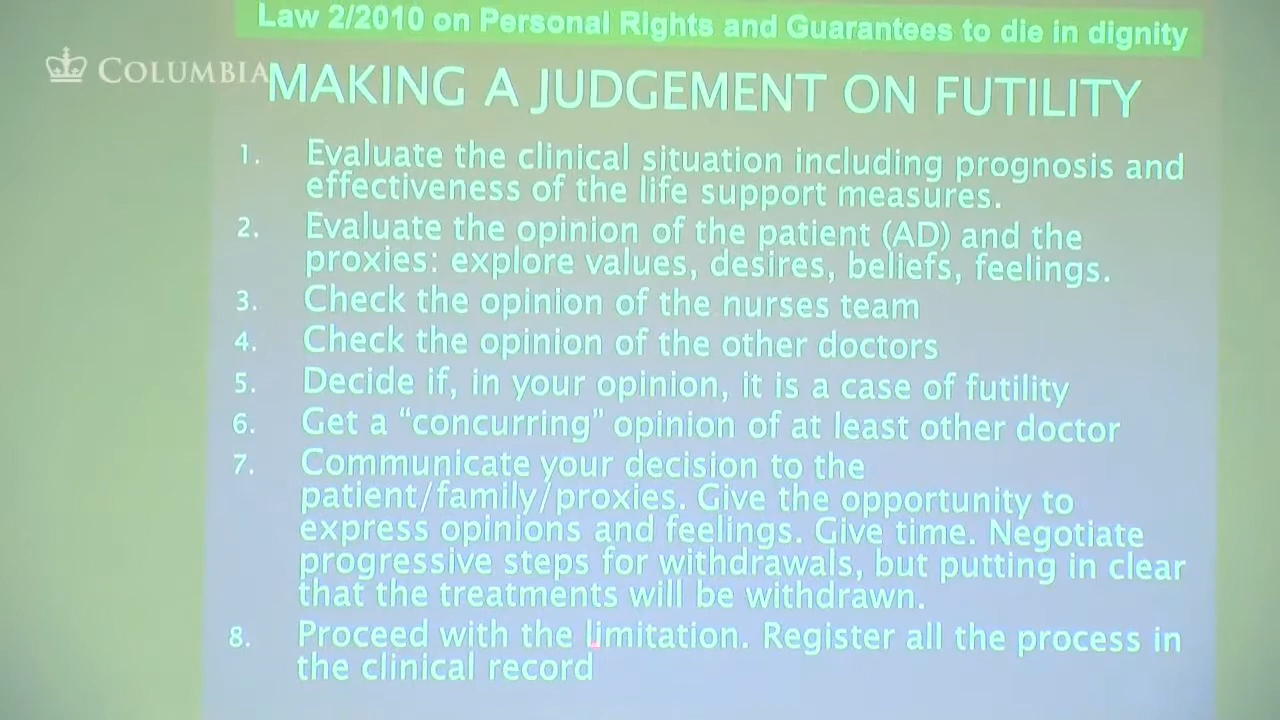 Law 2/2010 on Personal Rights and Guarantees to die in dignity
COLUMBIA
MAKING A JUDGEMENT ON FUTILITY
1. Evaluate the clinical situation including prognosis and
effectiveness of the life support measures.
2. Evaluate the opinion of the patient (AD) and the
proxies: explore values, desires, beliefs, feelings.
3. Check the opinion of the nurses team
4. Check the opinion of the other doctors
5. Decide if, in your opinion, it is a case of futility
6. Get a “concurring” opinion of at least other doctor
7. Communicate your decision to the
patient/family/proxies. Give the opportunity to
express opinions and feelings. Give time. Negotiate
progressive steps for withdrawals, but putting in clear
that the treatments will be withdrawn.
8. Proceed with the limitation. Register all the process in
the clinical record